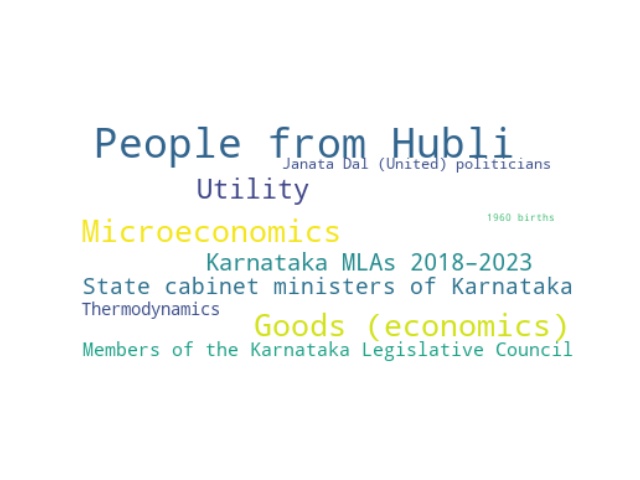 People from Hubli
Janata Dal (United) politicians
Utility
1960 births
Microeconomics
Karnataka MLAs 2018–2023
State cabinet ministers of Karnataka
Thermodynamics
Goods (economics)
Members of the Karnataka Legislative Council